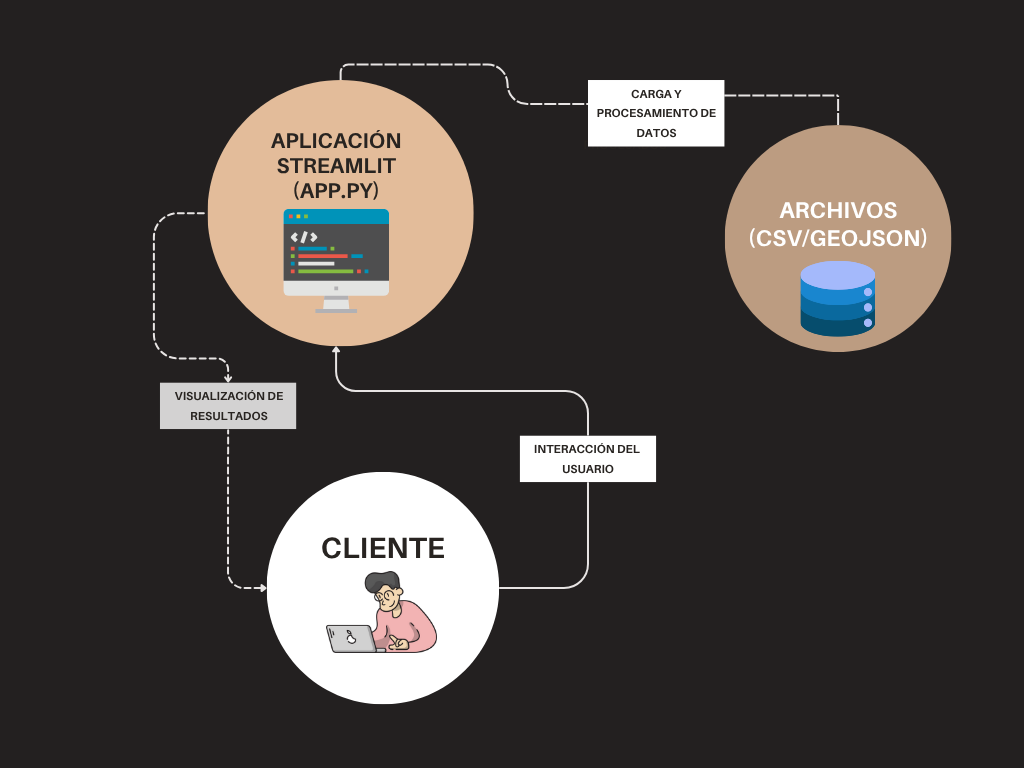 APLICACIÓN
STREAMLIT
(APP.PY)
</>
CARGA Y
PROCESAMIENTO DE
DATOS
ARCHIVOS
(CSV/GEOJSON)
VISUALIZACIÓN DE
RESULTADOS
INTERACCIÓN DEL
USUARIO
CLIENTE